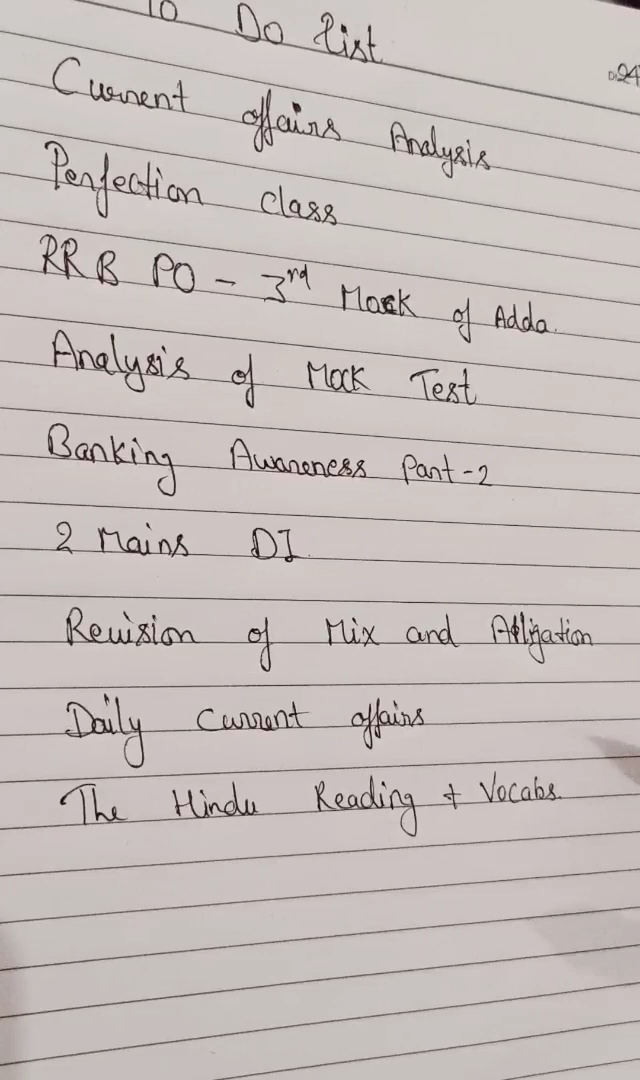 To Do list
Current affairs Analysis
Perfection class
RRB PO - 3rd Mock of Adda.
Analysis of Mock Test
Banking Awareness Part-2
2 Mains DI
Revision of Mix and Alligation
Daily Current affairs
The Hindu Reading + Vocabs.